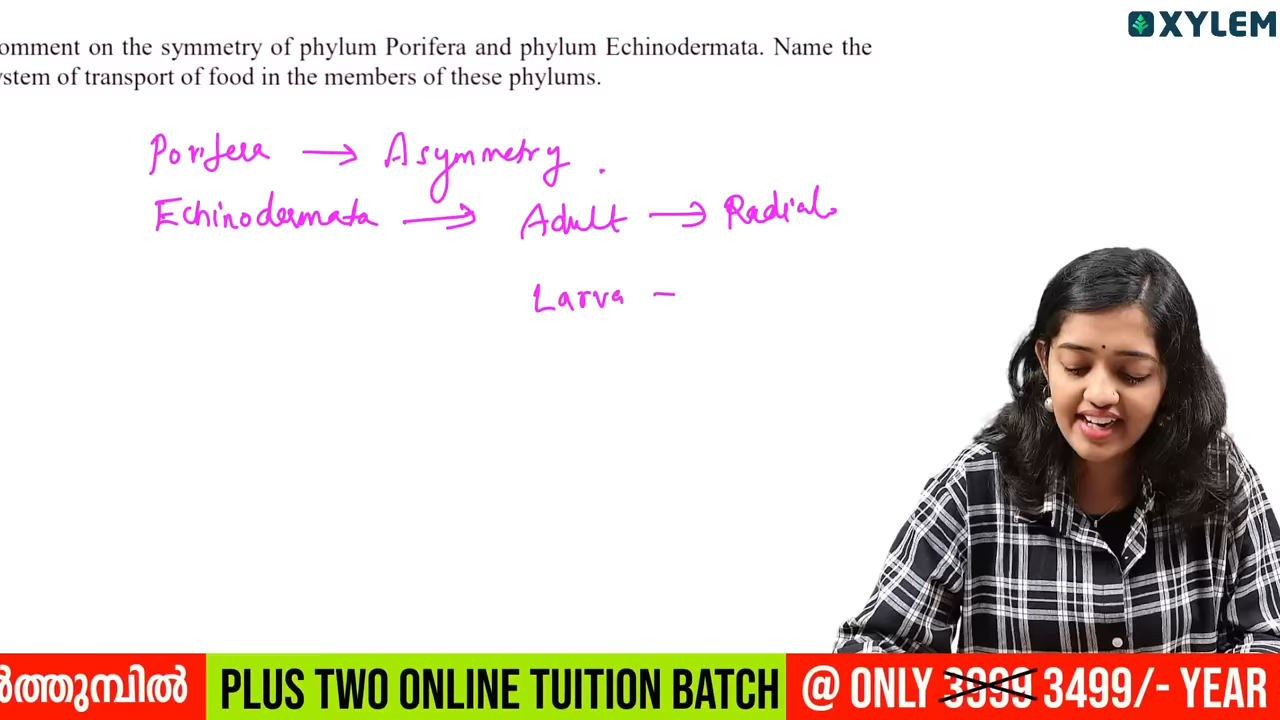 XYLEM
omment on the symmetry of phylum Porifera and phylum Echinodermata. Name the
ystem of transport of food in the members of these phylums.
Porifera → Asymmetry.
Echinodermata → Adult → Radial.
Larva –
ർത്തുമ്പിൽ PLUS TWO ONLINE TUITION BATCH @ ONLY 3999 3499/- YEAR